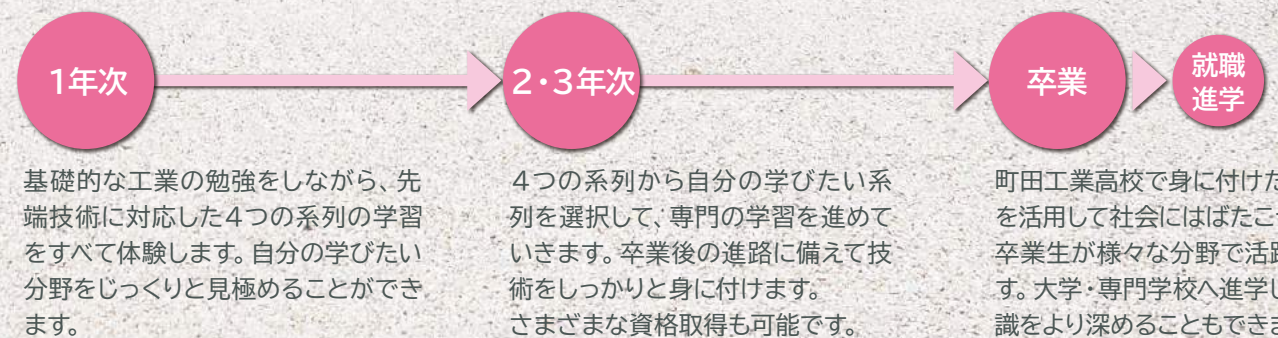 1年次
2・3年次
卒業
就職
進学
基礎的な工業の勉強をしながら、先
端技術に対応した4つの系列の学習
をすべて体験します。自分の学びたい
分野をじっくりと見極めることができ
ます。
4つの系列から自分の学びたい系
列を選択して、専門の学習を進めて
いきます。卒業後の進路に備えて技
術をしっかりと身に付けます。
さまざまな資格取得も可能です。
町田工業高校で身に付けた
を活用して社会にはばたこ
卒業生が様々な分野で活躍
す。大学・専門学校へ進学し
識をより深めることもできま